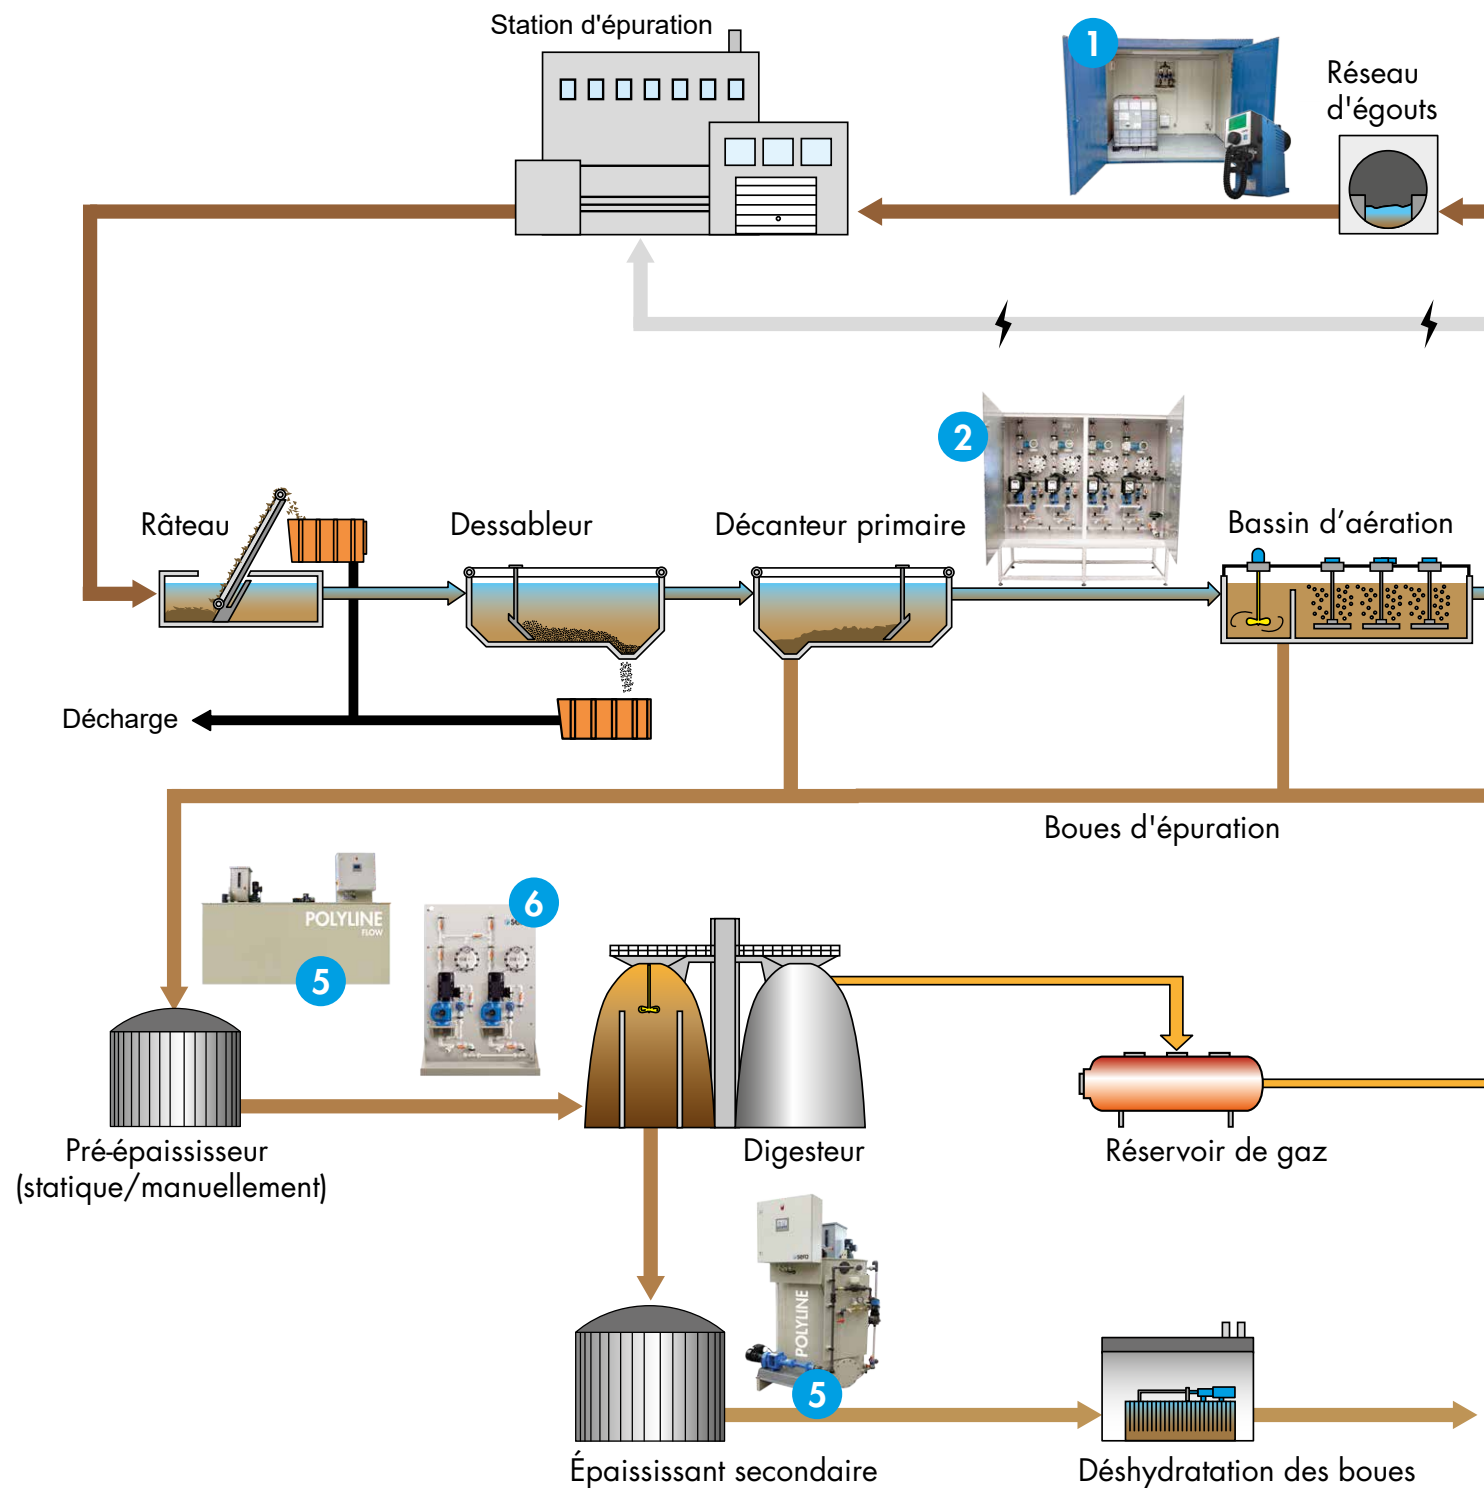 Station d'épuration
1
Réseau
d'égouts
2
Râteau
Dessableur
Décanteur primaire
Bassin d’aération
Décharge
Boues d'épuration
POLYLINE
FLOW
5
6
Pré-épaississeur
(statique/manuellement)
Digesteur
Réservoir de gaz
sera
POLYLINE
5
Épaississant secondaire
Déshydratation des boues